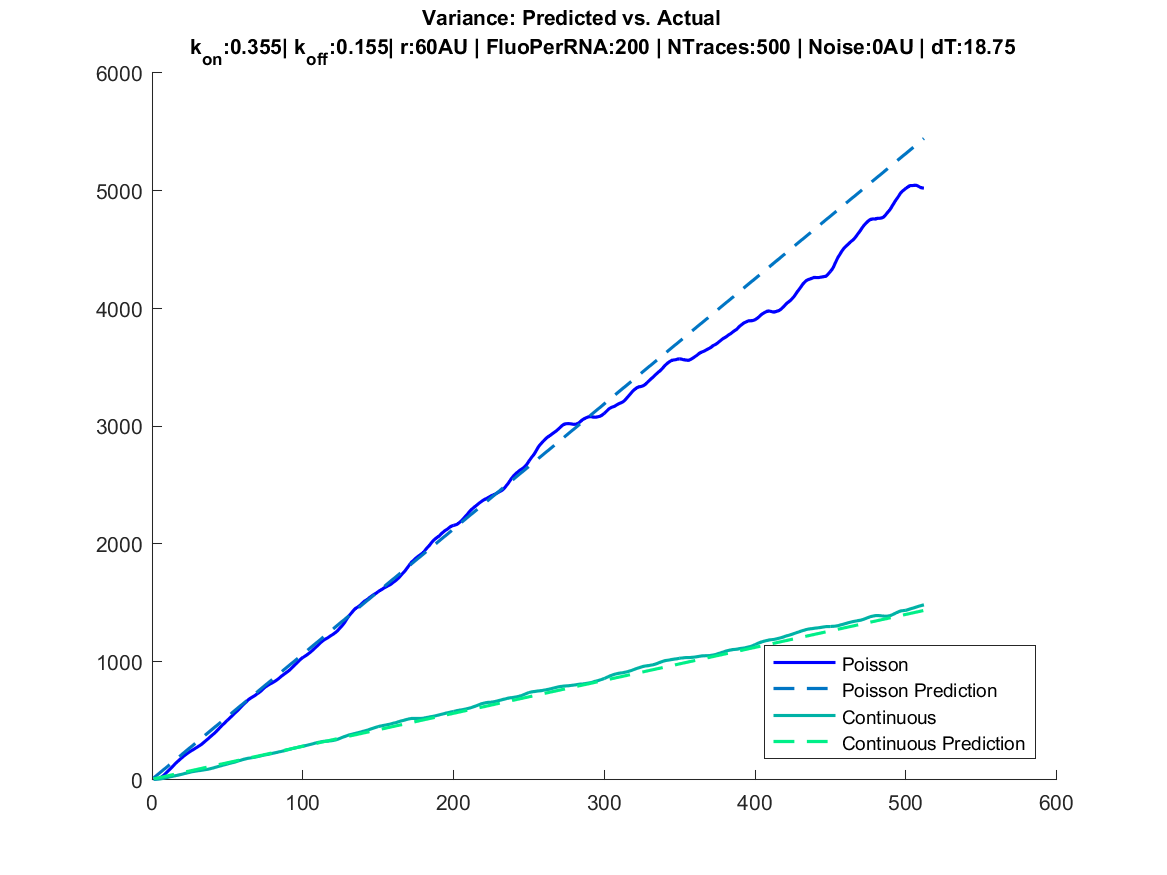 Variance: Predicted vs. Actual
k_on:0.355| k_off:0.155| r:60AU | FluoPerRNA:200 | NTraces:500 | Noise:0AU | dT:18.75
6000
5000
4000
3000
2000
1000
0
0 100 200 300 400 500 600
Poisson
Poisson Prediction
Continuous
Continuous Prediction